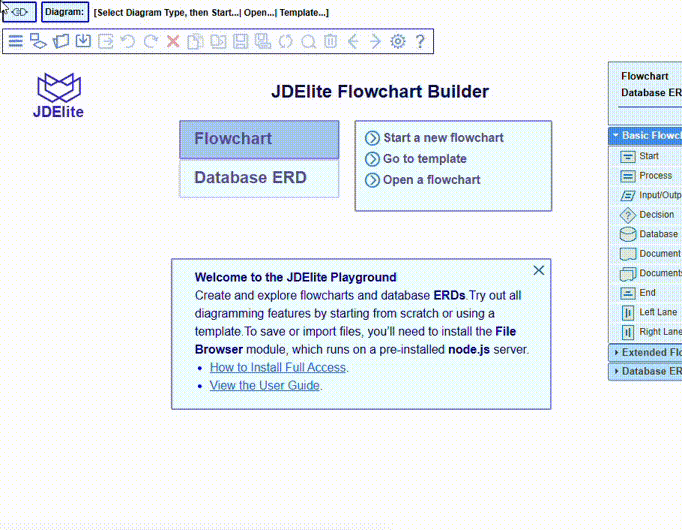 Diagram: [Select Diagram Type, then Start...| Open...| Template...]
?
JDElite
JDElite Flowchart Builder
Flowchart
Database ERD
Start a new flowchart
Go to template
Open a flowchart
Welcome to the JDElite Playground
Create and explore flowcharts and database ERDs.Try out all
diagramming features by starting from scratch or using a
template.To save or import files, you'll need to install the File
Browser module, which runs on a pre-installed node.js server.
How to Install Full Access.
View the User Guide.
Flowchart
Database ER
Basic Flowch
Start
Process
Input/Outp
Decision
Database
Document
Documents
End
Left Lane
Right Lane
Extended Flo
Database ER